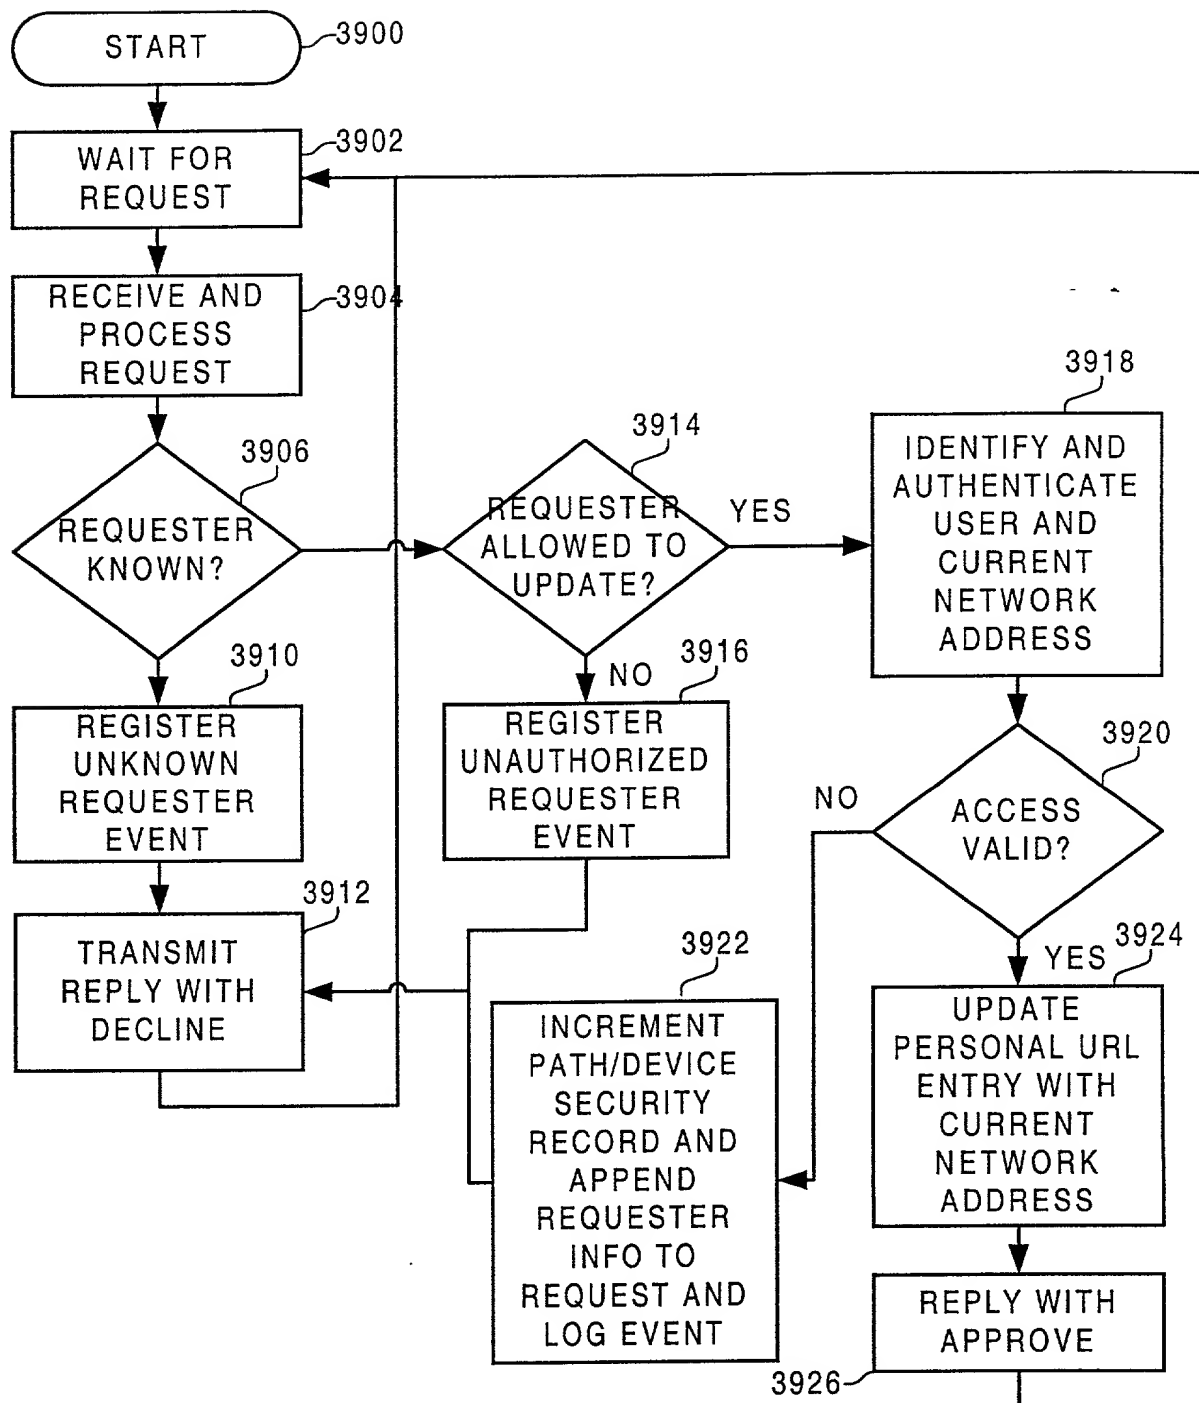 START
3900
3902
WAIT FOR
REQUEST
RECEIVE AND
PROCESS
REQUEST
3904
3906
REQUESTER
KNOWN?
3910
REGISTER
UNKNOWN
REQUESTER
EVENT
3912
TRANSMIT
REPLY WITH
DECLINE
3914
REQUESTER
ALLOWED TO
UPDATE?
YES
NO
3916
REGISTER
UNAUTHORIZED
REQUESTER
EVENT
3918
IDENTIFY AND
AUTHENTICATE
USER AND
CURRENT
NETWORK
ADDRESS
3920
ACCESS
VALID?
NO
YES
3922
INCREMENT
PATH/DEVICE
SECURITY
RECORD AND
APPEND
REQUESTER
INFO TO
REQUEST AND
LOG EVENT
3924
UPDATE
PERSONAL URL
ENTRY WITH
CURRENT
NETWORK
ADDRESS
REPLY WITH
APPROVE
3926